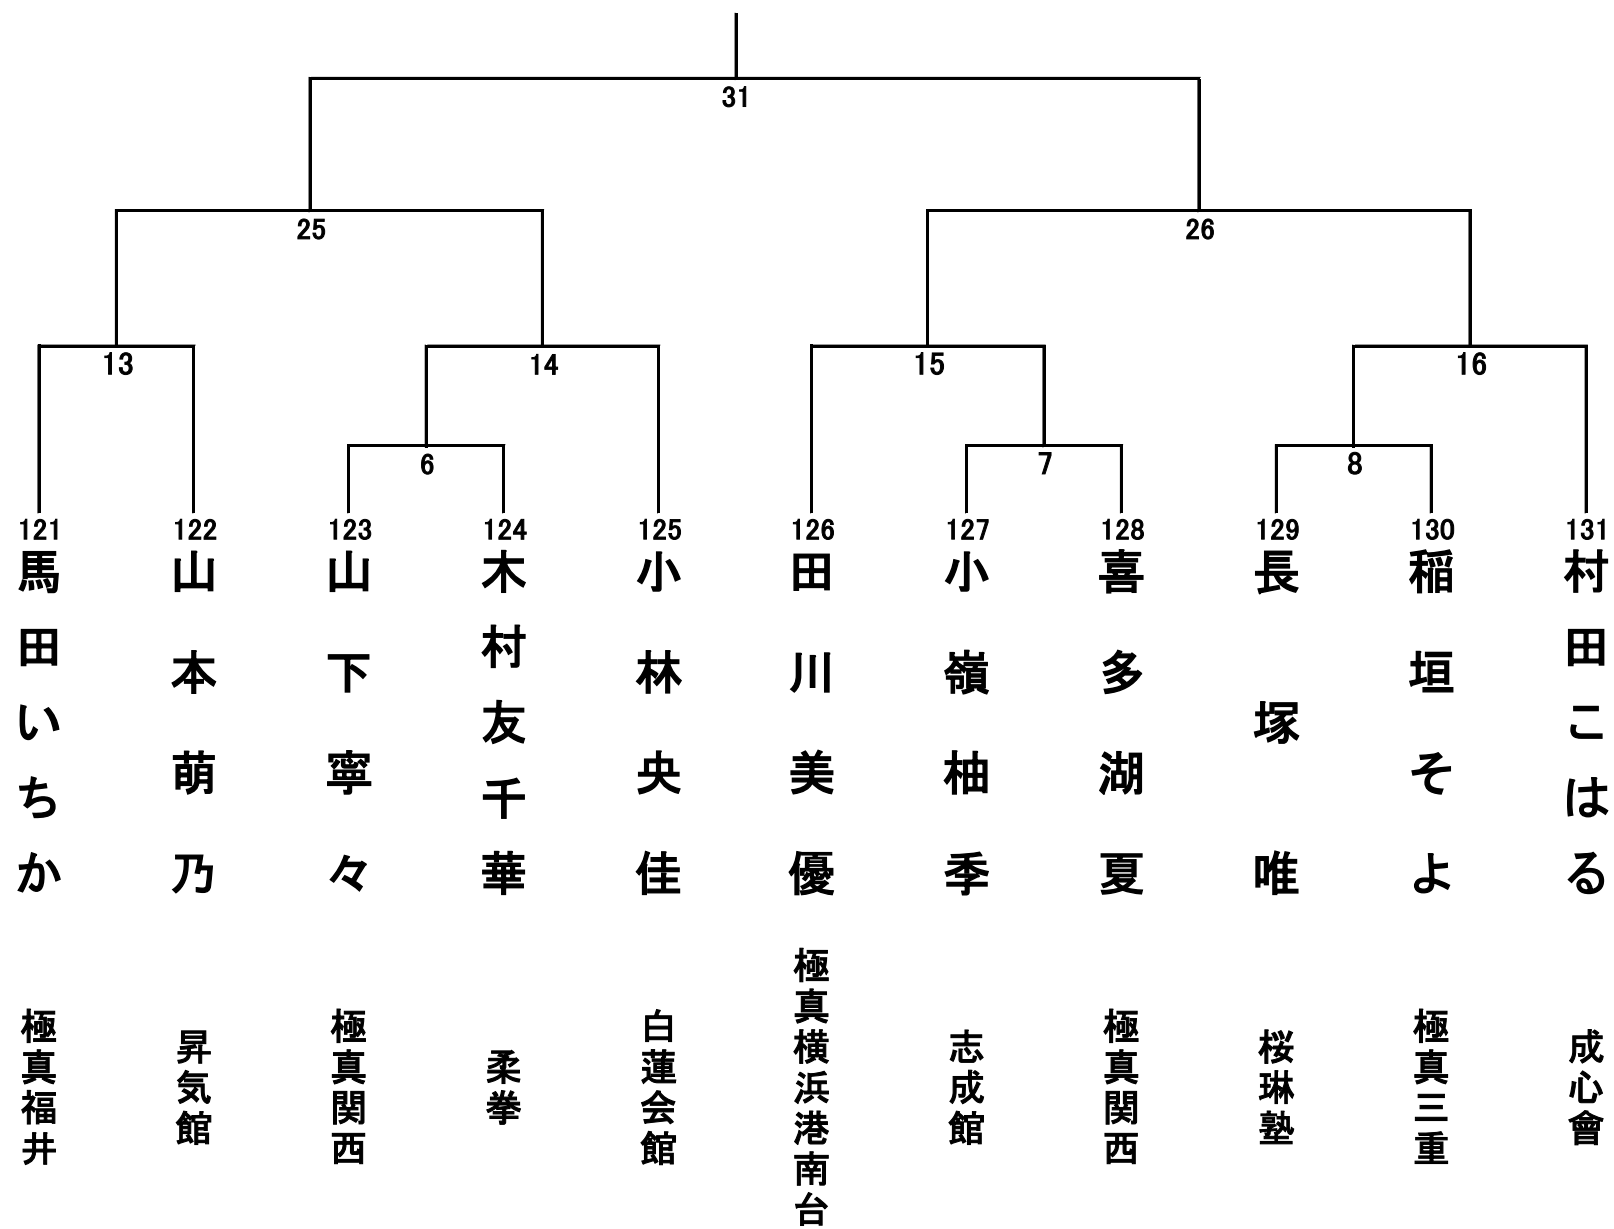 31
25
26
13
14
15
16
6
7
8
121
122
123
124
125
126
127
128
129
130
131
馬田いちか
山本萌乃
山下寧々
木村友千華
小林央佳
田川美優
小嶺柚季
喜多湖夏
長塚唯
稲垣そよ
村田こはる
極真福井
昇気館
極真関西
柔拳
白蓮会館
極真横浜港南台
志成館
極真関西
桜琳塾
極真三重
成心會